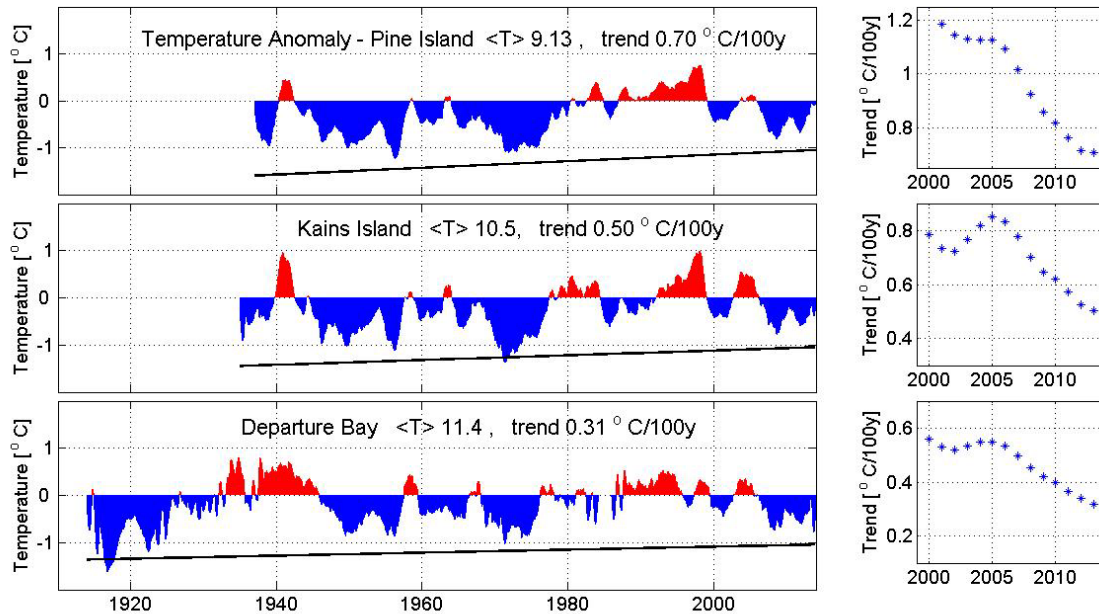 Temperature Anomaly - Pine Island <T> 9.13 , trend 0.70 ° C/100y
Temperature [° C]
1
0
-1
Trend [° C/100y]
1.2
1
0.8
2000 2005 2010
Kains Island <T> 10.5, trend 0.50 ° C/100y
Temperature [° C]
1
0
-1
Trend [° C/100y]
0.8
0.6
0.4
2000 2005 2010
Departure Bay <T> 11.4 , trend 0.31 ° C/100y
Temperature [° C]
1
0
-1
1920 1940 1960 1980 2000
Trend [° C/100y]
0.6
0.4
0.2
2000 2005 2010